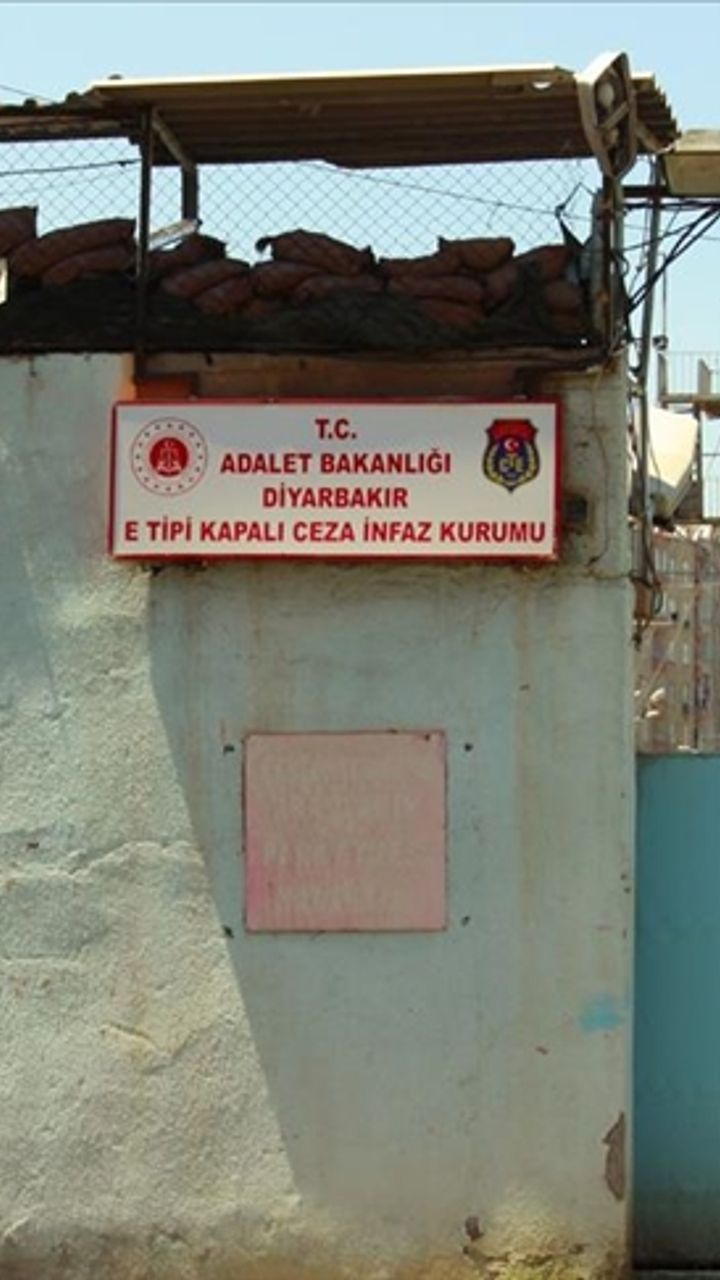 T.C.
ADALET BAKANLIĞI
DİYARBAKIR
E TİPİ KAPALI CEZA İNFAZ KURUMU